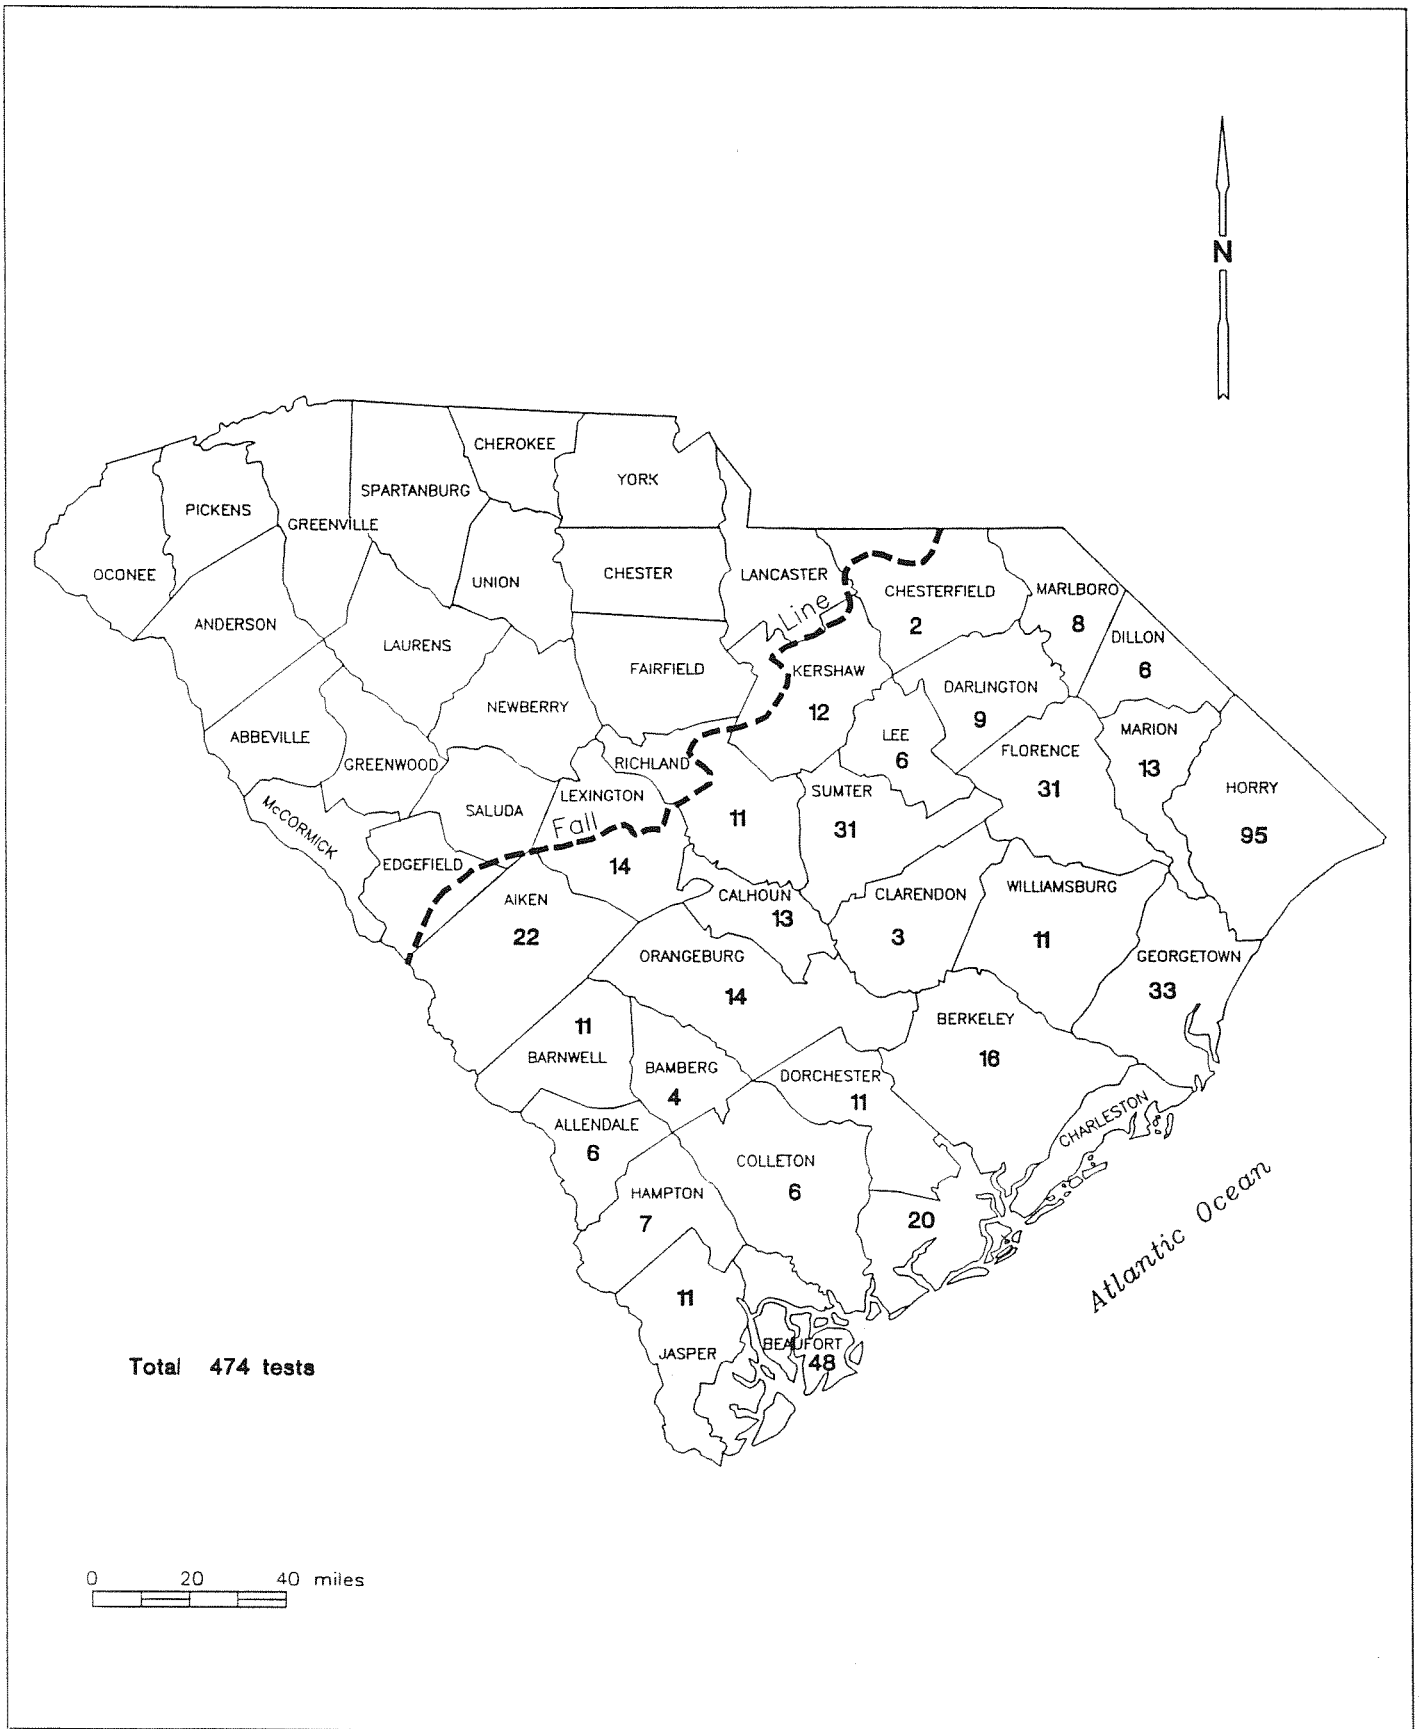 N
CHEROKEE
YORK
SPARTANBURG
PICKENS
GREENVILLE
OCONEE
UNION
CHESTER
LANCASTER
CHESTERFIELD
2
MARLBORO
8
ANDERSON
LAURENS
Line
DILLON
6
FAIRFIELD
KERSHAW
12
DARLINGTON
9
NEWBERRY
ABBEVILLE
GREENWOOD
RICHLAND
11
LEE
6
FLORENCE
31
MARION
13
HORRY
95
McCORMICK
SALUDA
LEXINGTON
14
Fall
SUMTER
31
EDGEFIELD
AIKEN
22
CALHOUN
13
CLARENDON
3
WILLIAMSBURG
11
ORANGEBURG
14
GEORGETOWN
33
BERKELEY
16
11
BARNWELL
BAMBERG
4
DORCHESTER
11
CHARLESTON
20
ALLENDALE
6
COLLETON
6
HAMPTON
7
Atlantic Ocean
11
JASPER
BEAUFORT
48
Total 474 tests
0 20 40 miles